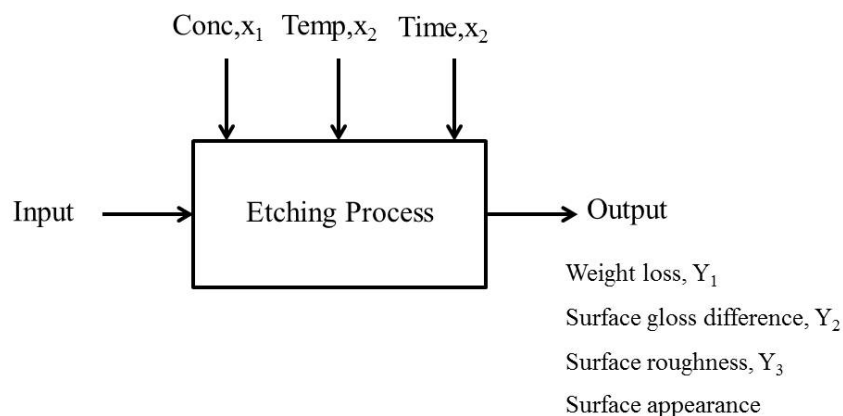 Conc,x₁ Temp,x₂ Time,x₂
Input
Etching Process
Output
Weight loss, Y₁
Surface gloss difference, Y₂
Surface roughness, Y₃
Surface appearance